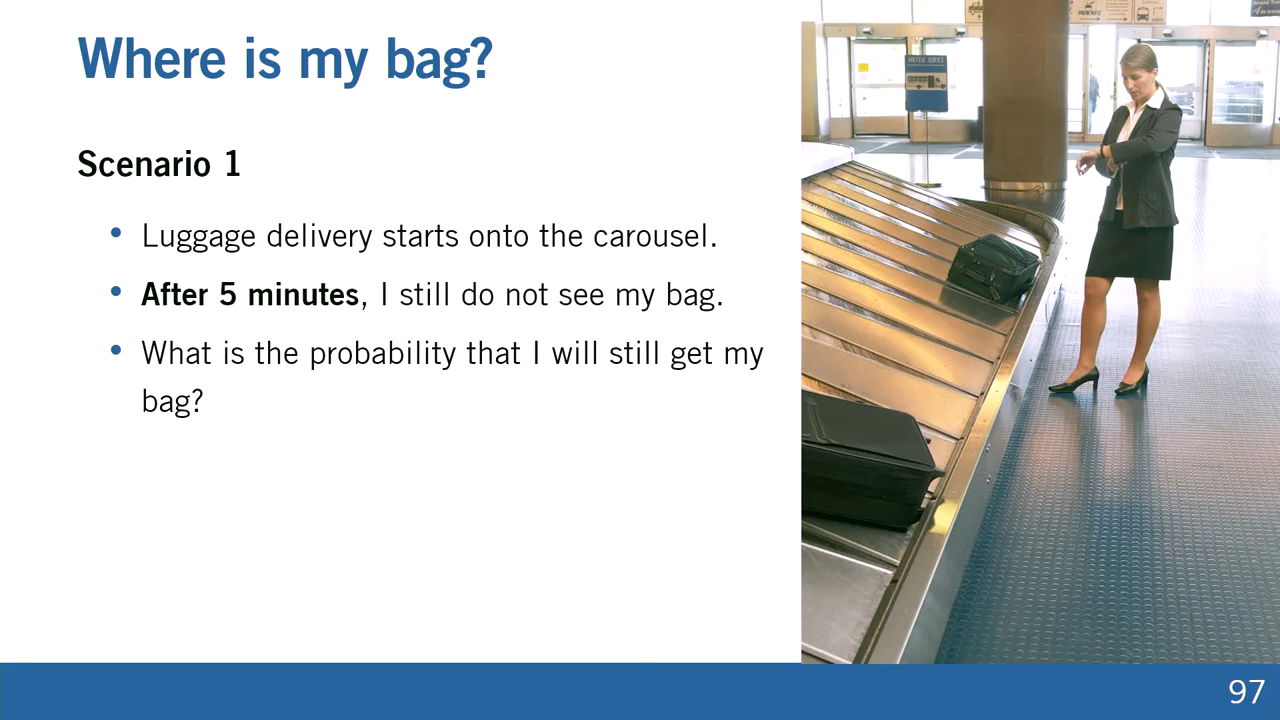 Where is my bag?
Scenario 1
• Luggage delivery starts onto the carousel.
• After 5 minutes, I still do not see my bag.
• What is the probability that I will still get my
bag?
97